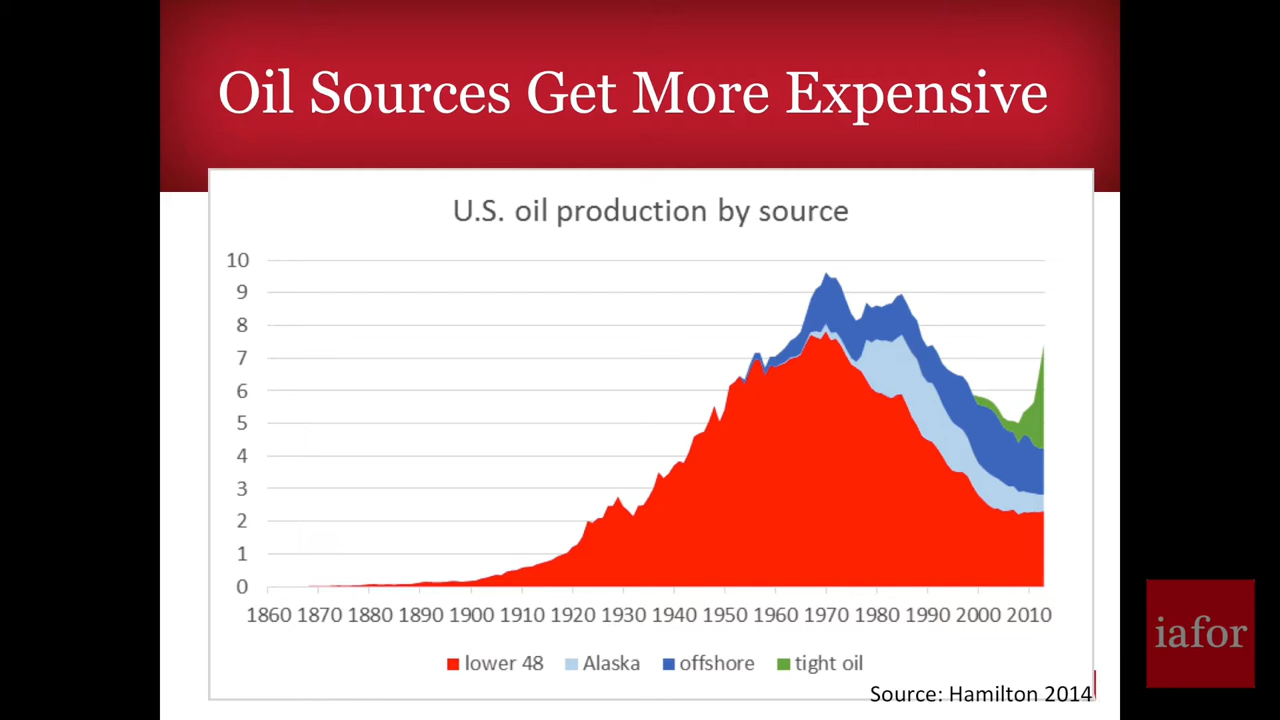 Oil Sources Get More Expensive
U.S. oil production by source
10
9
8
7
6
5
4
3
2
1
0
1860 1870 1880 1890 1900 1910 1920 1930 1940 1950 1960 1970 1980 1990 2000 2010
lower 48 Alaska offshore tight oil
Source: Hamilton 2014
iafor